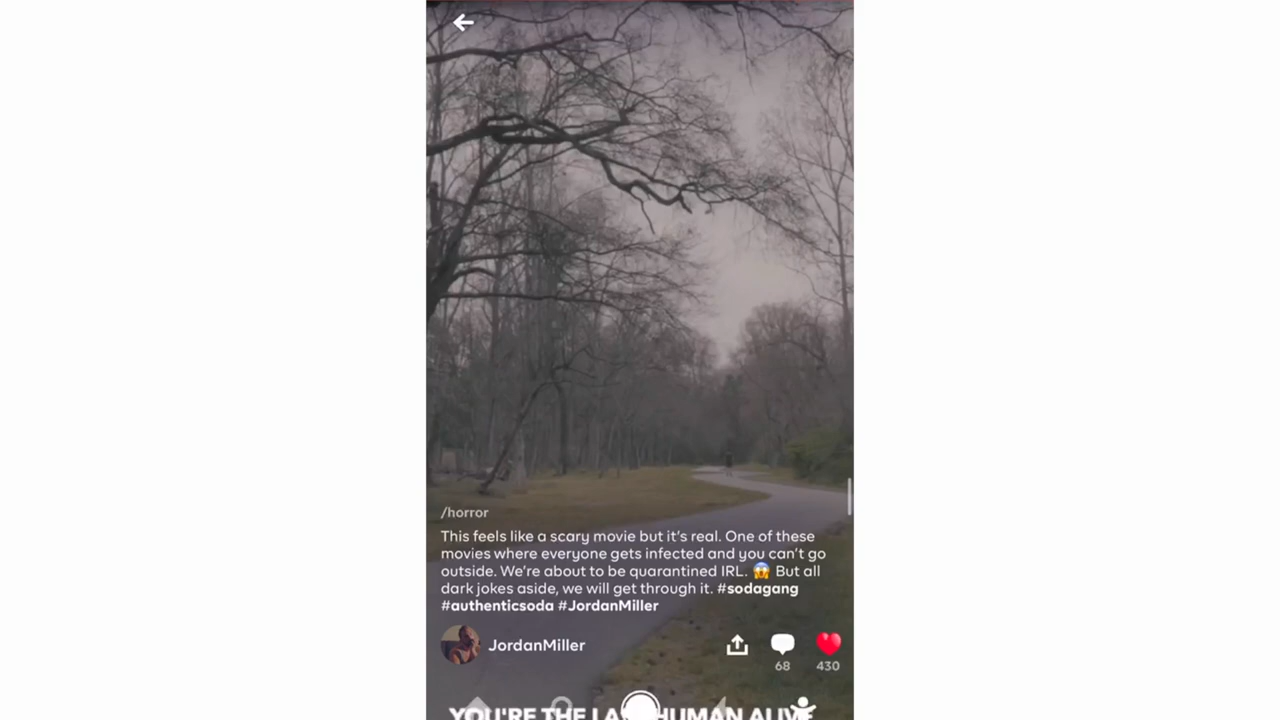 /horror
This feels like a scary movie but it's real. One of these
movies where everyone gets infected and you can't go
outside. We're about to be quarantined IRL. 😱 But all
dark jokes aside, we will get through it. #sodagang
#authenticsoda #JordanMiller
JordanMiller
68
430
YOU'RE THE HUMAN